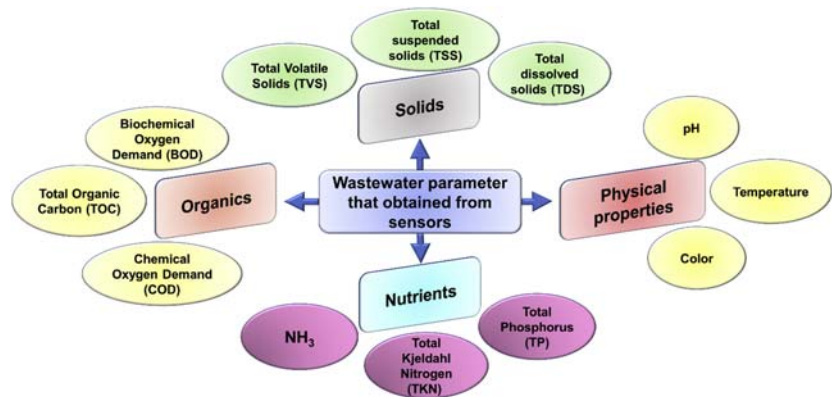 Total
suspended
solids (TSS)
Total Volatile
Solids (TVS)
Total
dissolved
solids (TDS)
Solids
Biochemical
Oxygen
Demand (BOD)
Total Organic
Carbon (TOC)
Chemical
Oxygen Demand
(COD)
Organics
Wastewater parameter
that obtained from
sensors
Physical
properties
pH
Temperature
Color
Nutrients
NH₃
Total
Kjeldahl
Nitrogen
(TKN)
Total
Phosphorus
(TP)